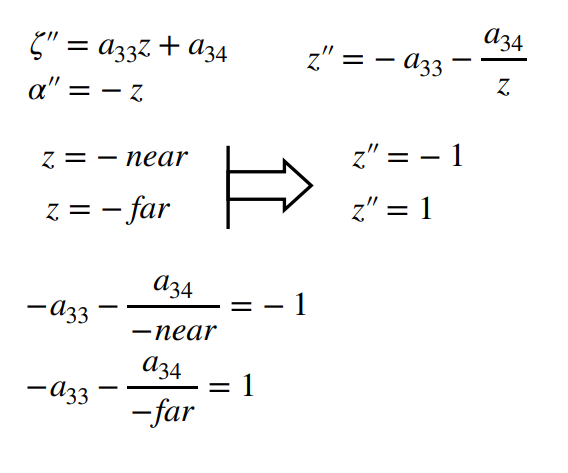 ζ″ = a₃₃z + a₃₄
α″ = − z
z″ = − a₃₃ − a₃₄/z
z = − near
z = − far
z″ = − 1
z″ = 1
−a₃₃ − a₃₄/−near = − 1
−a₃₃ − a₃₄/−far = 1